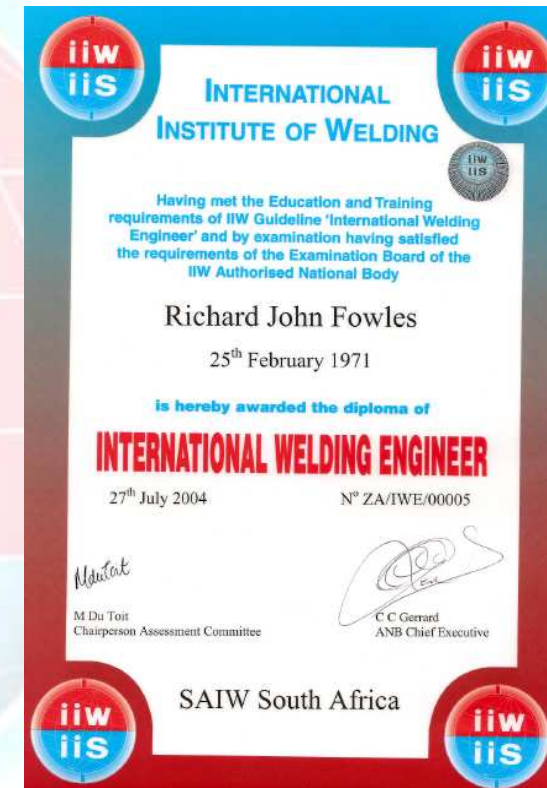 iiw
iis
iiw
iis
INTERNATIONAL
INSTITUTE OF WELDING
iiw
iis
Having met the Education and Training
requirements of IIW Guideline 'International Welding
Engineer' and by examination having satisfied
the requirements of the Examination Board of the
IIW Authorised National Body
Richard John Fowles
25th February 1971
is hereby awarded the diploma of
INTERNATIONAL WELDING ENGINEER
27th July 2004 N° ZA/IWE/00005
MduToit
M Du Toit C C Gerrard
Chairperson Assessment Committee ANB Chief Executive
SAIW South Africa
iiw
iis
iiw
iis